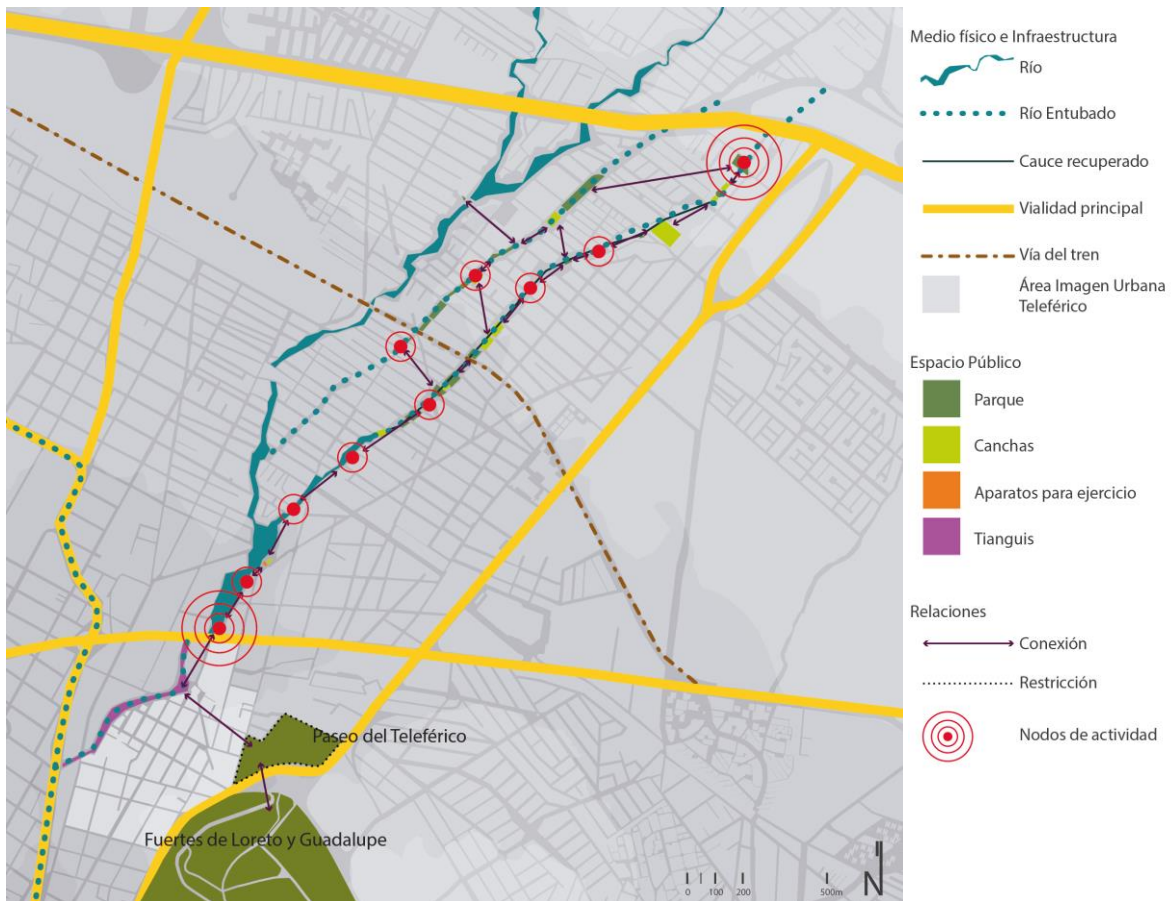 Paseo del Teleférico
Fuertes de Loreto y Guadalupe
0 100 200 500m
N
Medio físico e Infraestructura
Río
Río Entubado
Cauce recuperado
Vialidad principal
Vía del tren
Área Imagen Urbana
Teleférico
Espacio Público
Parque
Canchas
Aparatos para ejercicio
Tianguis
Relaciones
Conexión
Restricción
Nodos de actividad